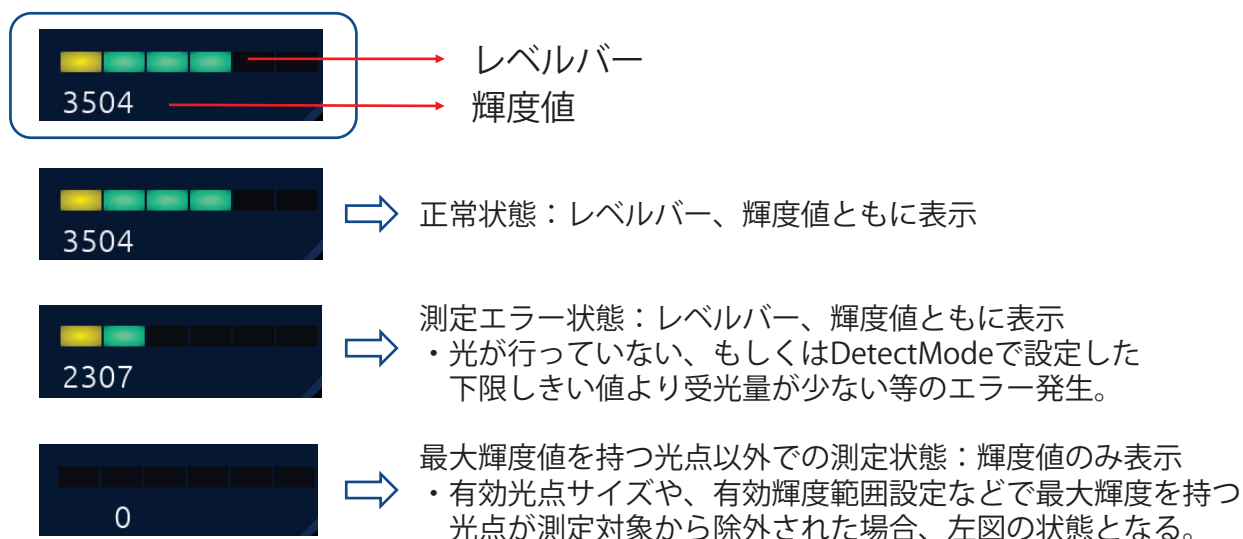 レベルバー
3504
輝度値
3504
正常状態：レベルバー、輝度値ともに表示
測定エラー状態：レベルバー、輝度値ともに表示
・光が行っていない、もしくはDetectModeで設定した
2307
下限しきい値より受光量が少ない等のエラー発生。
最大輝度値を持つ光点以外での測定状態：輝度値のみ表示
・有効光点サイズや、有効輝度範囲設定などで最大輝度を持つ
0
光点が測定対象から除外された場合、左図の状態となる。